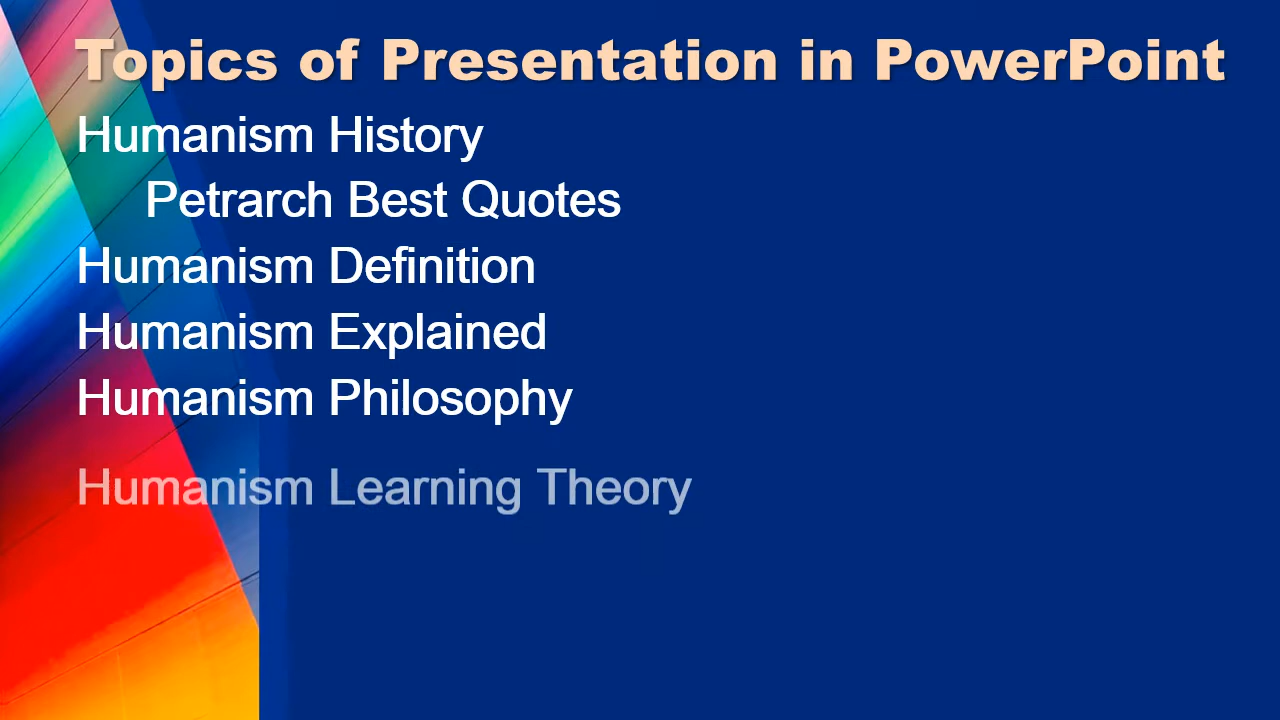 Topics of Presentation in PowerPoint
Humanism History
Petrarch Best Quotes
Humanism Definition
Humanism Explained
Humanism Philosophy
Humanism Learning Theory